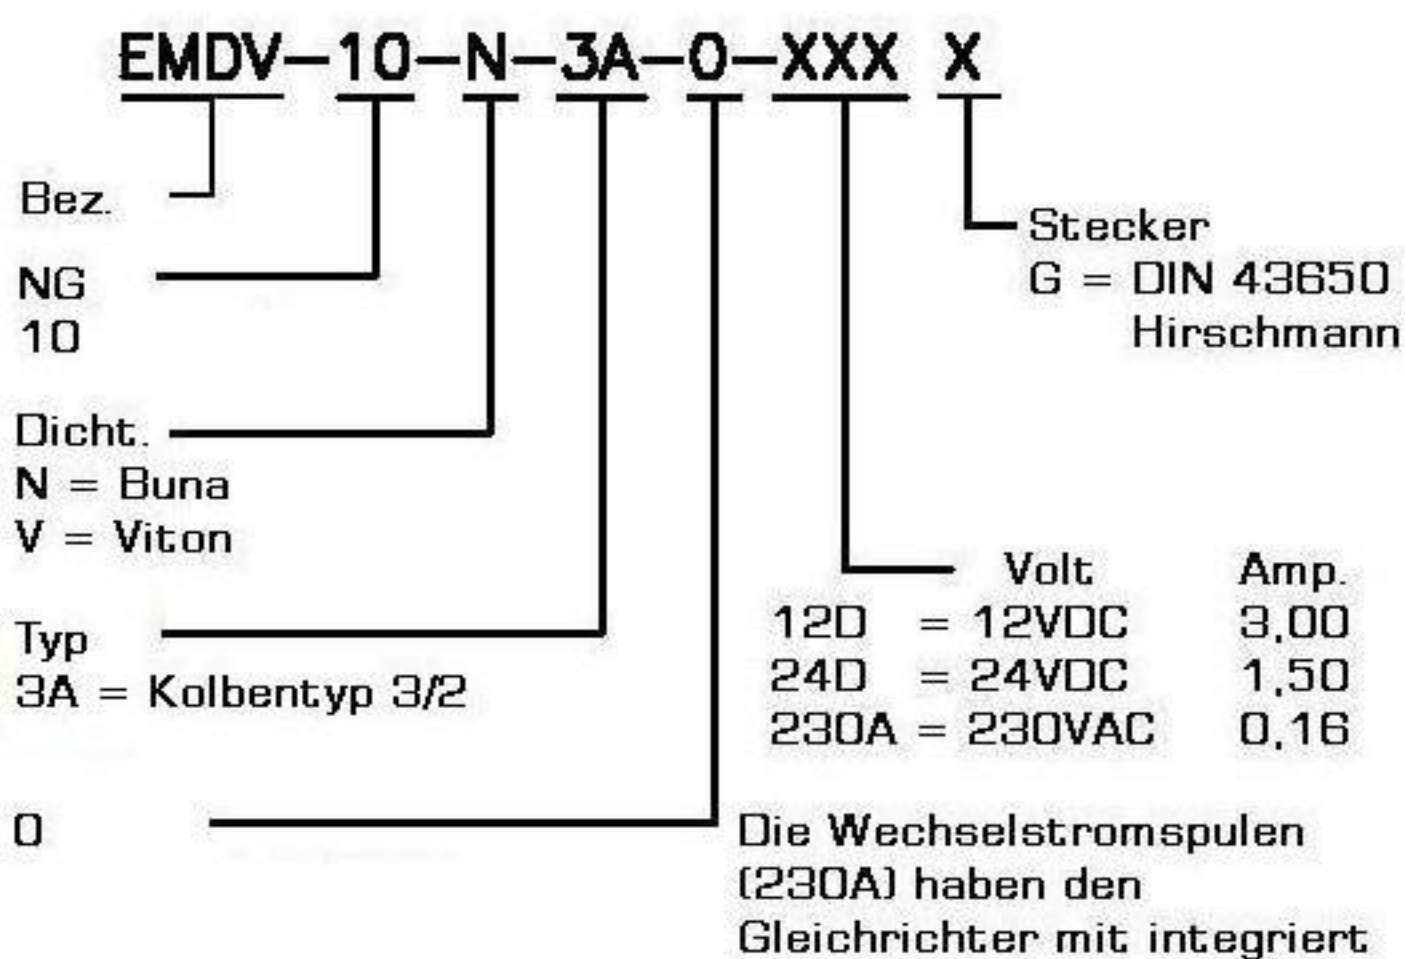 EMDV-10-N-3A-0-XXX X
Bez.
NG
10
Dicht.
N = Buna
V = Viton
Typ
3A = Kolbentyp 3/2
0
Stecker
G = DIN 43650
Hirschmann
Volt Amp.
12D = 12VDC 3,00
24D = 24VDC 1,50
230A = 230VAC 0,16
Die Wechselstromspulen
(230A) haben den
Gleichrichter mit integriert